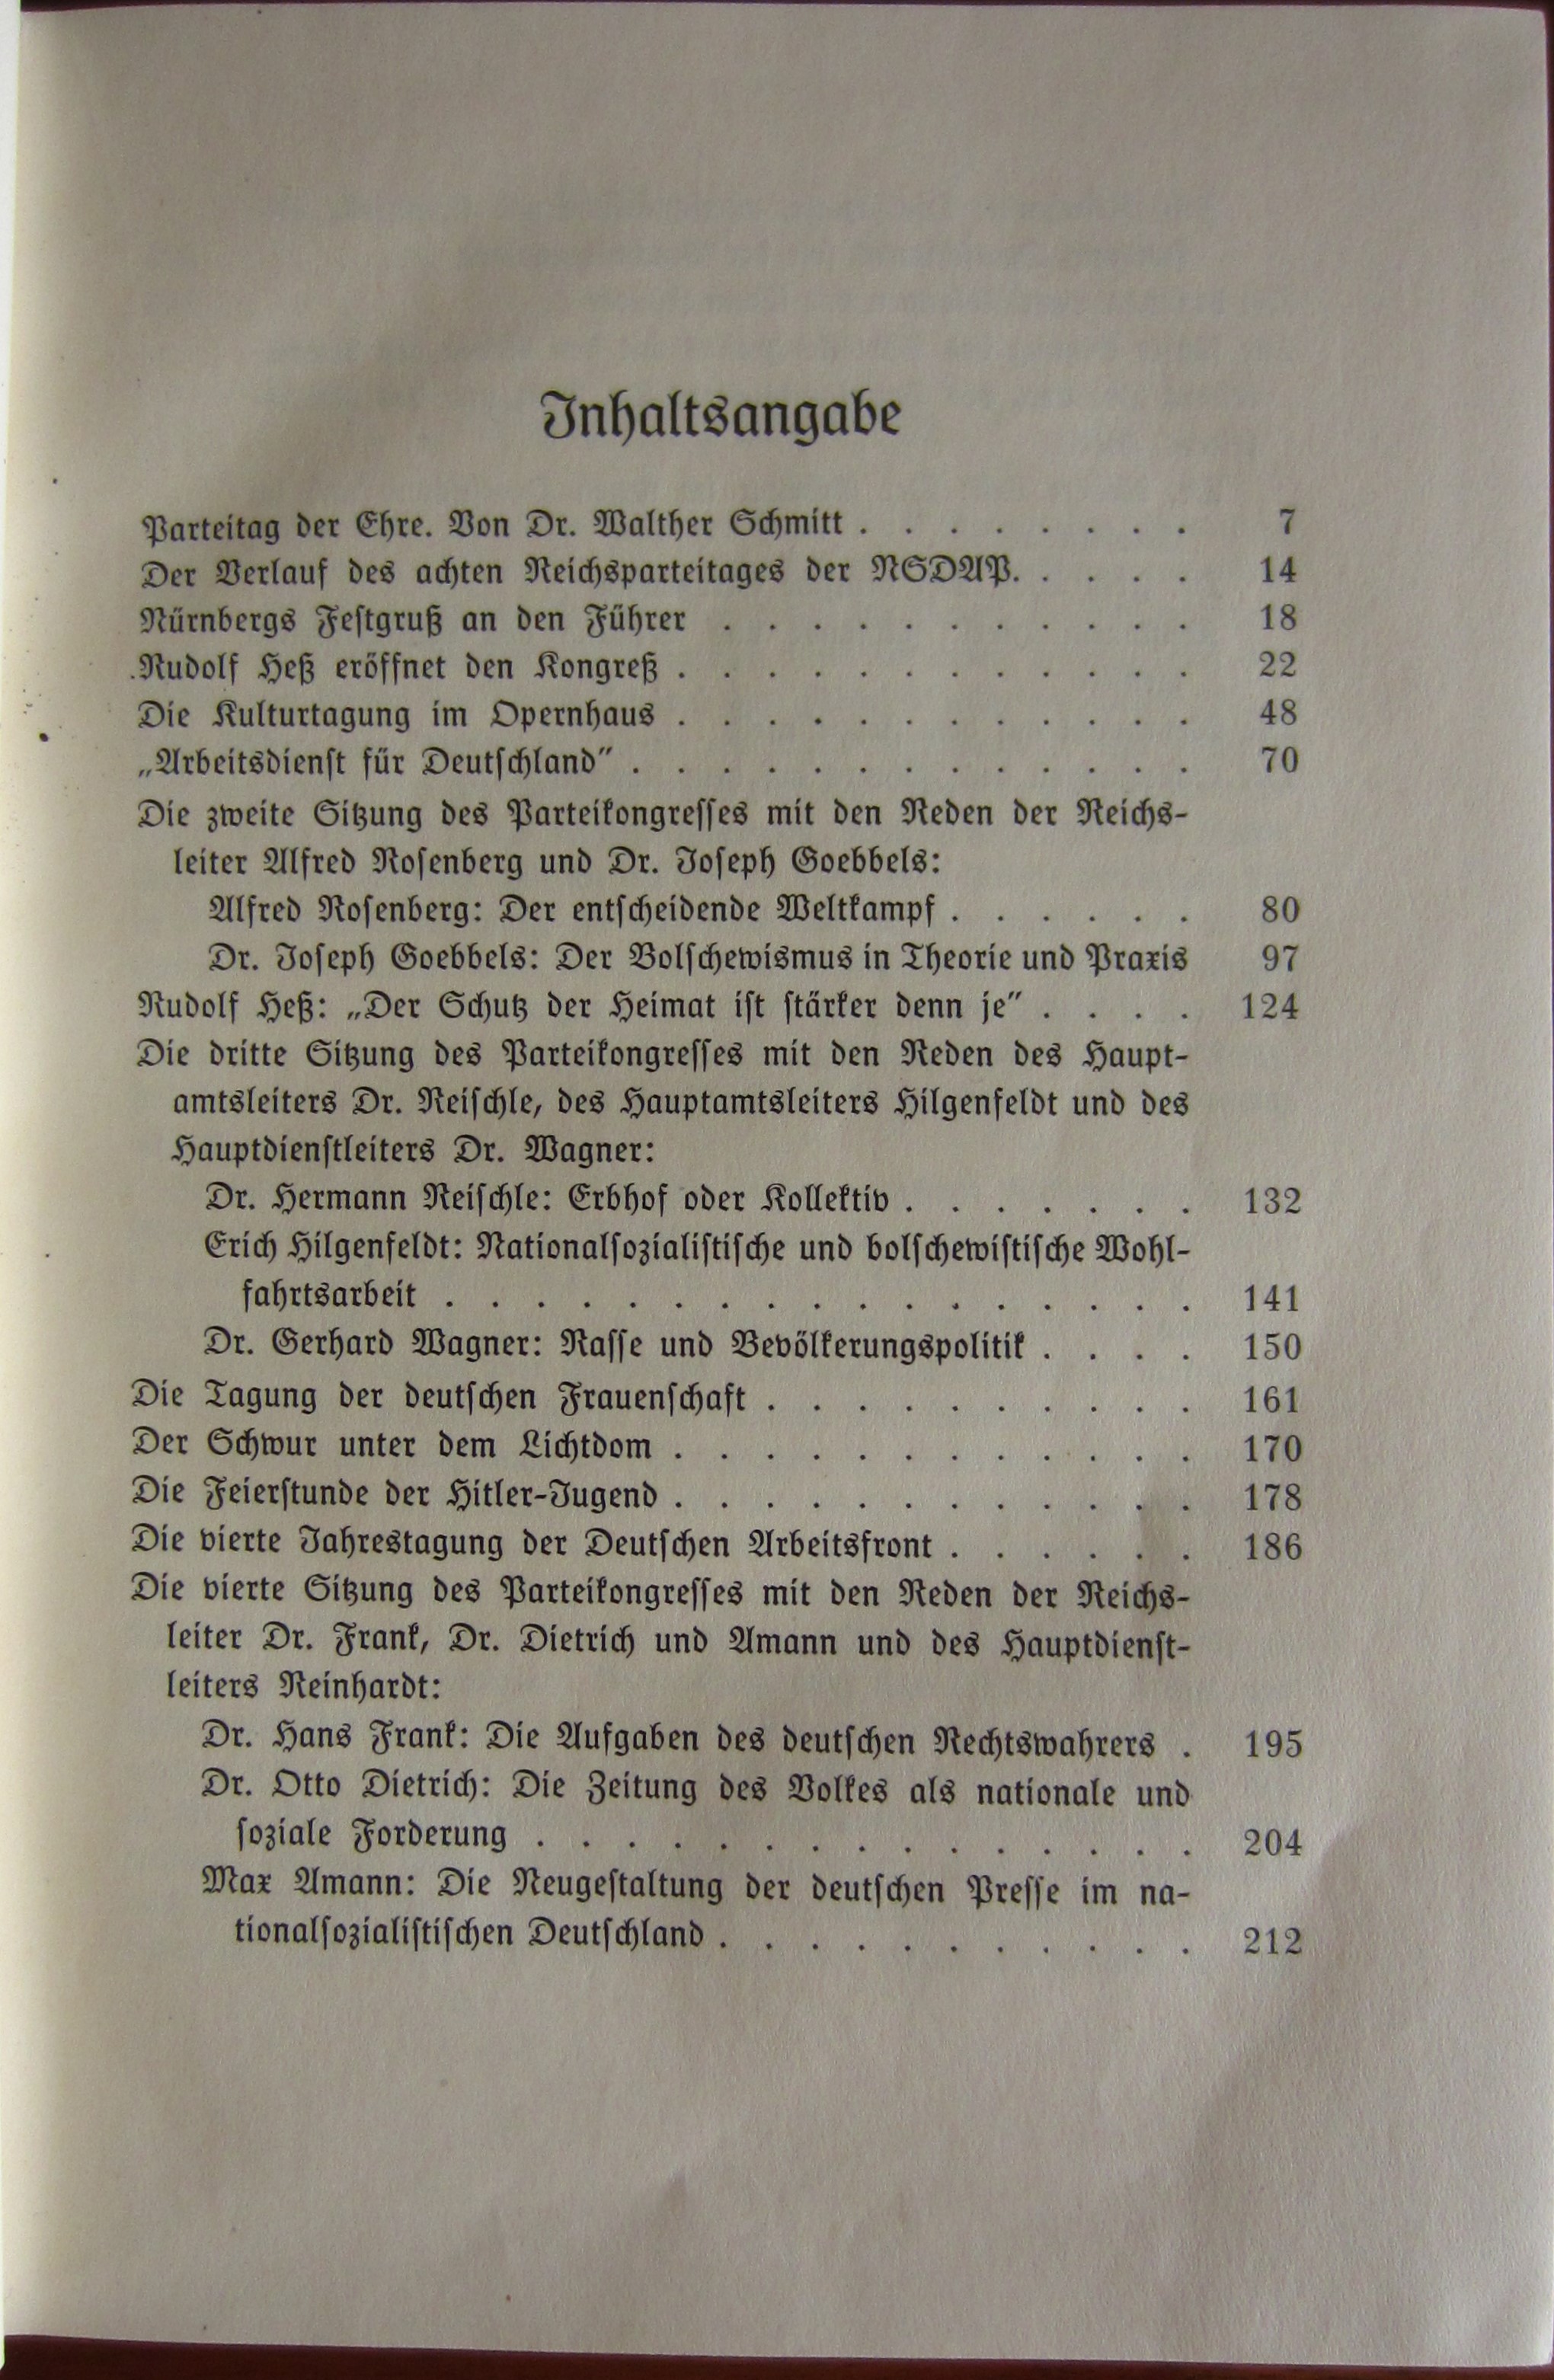 Inhaltsangabe
Parteitag der Ehre. Von Dr. Walther Schmitt . . . . . . . . 7
Der Verlauf des achten Reichsparteitages der NSDAP. . . . . 14
Nürnbergs Festgruß an den Führer . . . . . . . . . . . 18
Rudolf Heß eröffnet den Kongreß . . . . . . . . . . . . 22
Die Kulturtagung im Opernhaus . . . . . . . . . . . . 48
„Arbeitsdienst für Deutschland” . . . . . . . . . . . . . 70
Die zweite Sitzung des Parteikongresses mit den Reden der Reichs-
leiter Alfred Rosenberg und Dr. Joseph Goebbels:
Alfred Rosenberg: Der entscheidende Weltkampf . . . . . . 80
Dr. Joseph Goebbels: Der Bolschewismus in Theorie und Praxis 97
Rudolf Heß: „Der Schutz der Heimat ist stärker denn je” . . . . 124
Die dritte Sitzung des Parteikongresses mit den Reden des Haupt-
amtsleiters Dr. Reischle, des Hauptamtsleiters Hilgenfeldt und des
Hauptdienstleiters Dr. Wagner:
Dr. Hermann Reischle: Erbhof oder Kollektiv . . . . . . . 132
Erich Hilgenfeldt: Nationalsozialistische und bolschewistische Wohl-
fahrtsarbeit . . . . . . . . . . . . . . . . . 141
Dr. Gerhard Wagner: Rasse und Bevölkerungspolitik . . . . 150
Die Tagung der deutschen Frauenschaft . . . . . . . . . . 161
Der Schwur unter dem Lichtdom . . . . . . . . . . . . 170
Die Feierstunde der Hitler-Jugend . . . . . . . . . . . . 178
Die vierte Jahrestagung der Deutschen Arbeitsfront . . . . . . 186
Die vierte Sitzung des Parteikongresses mit den Reden der Reichs-
leiter Dr. Frank, Dr. Dietrich und Amann und des Hauptdienst-
leiters Reinhardt:
Dr. Hans Frank: Die Aufgaben des deutschen Rechtswahrers . 195
Dr. Otto Dietrich: Die Zeitung des Volkes als nationale und
soziale Forderung . . . . . . . . . . . . . . . 204
Max Amann: Die Neugestaltung der deutschen Presse im na-
tionalsozialistischen Deutschland . . . . . . . . . . . 212